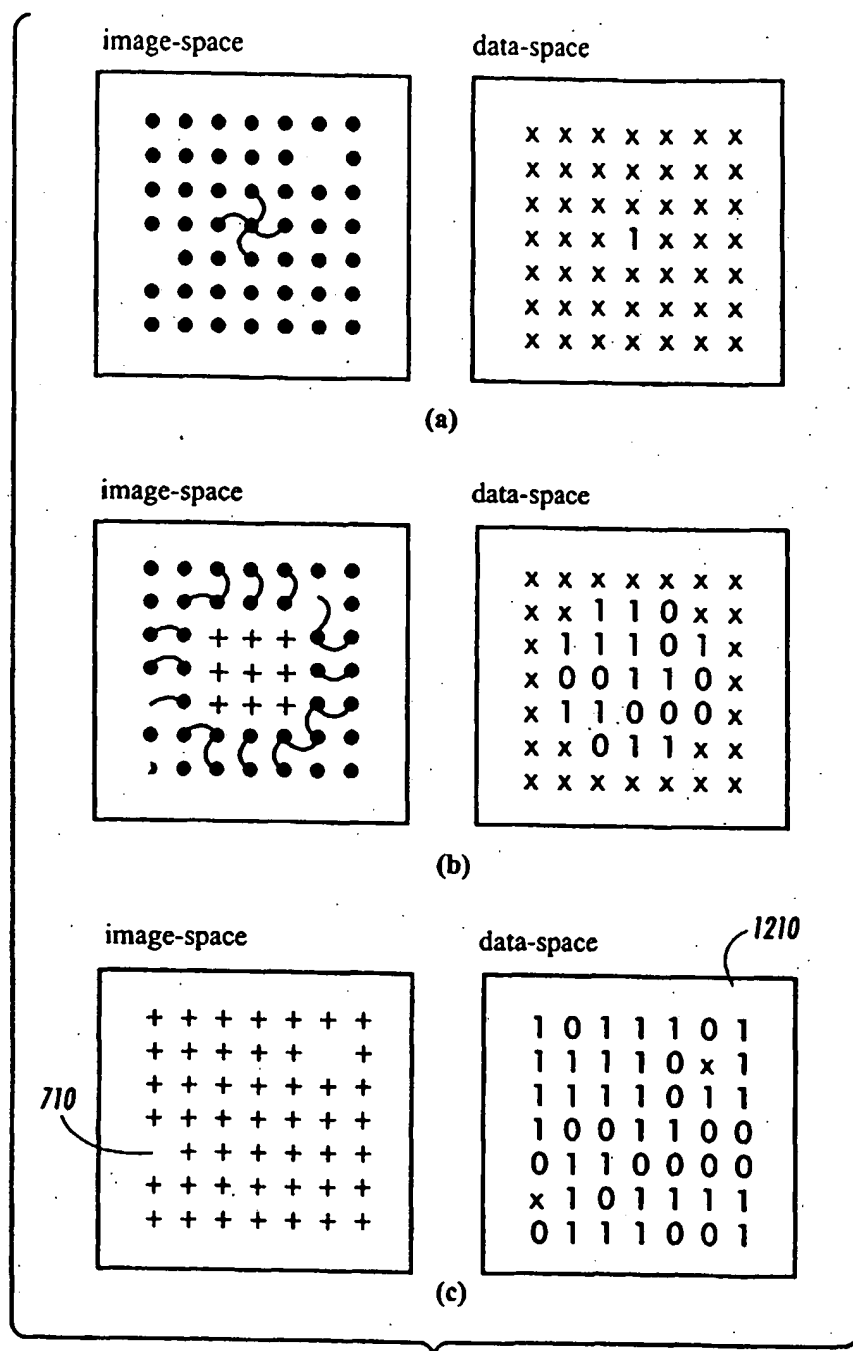 image-space data-space
x x x x x x x
x x x x x x x
x x x x x x x
x x x 1 x x x
x x x x x x x
x x x x x x x
x x x x x x x
(a)
image-space data-space
x x x x x x x
x x 1 1 0 x x
+ + + x 1 1 1 0 1 x
+ + + x 0 0 1 1 0 x
+ + + x 1 1 0 0 0 x
x x 0 1 1 x x
x x x x x x x
(b)
image-space data-space 1210
+ + + + + + + 1 0 1 1 1 0 1
+ + + + + + 1 1 1 1 0 x 1
+ + + + + + + 1 1 1 1 0 1 1
710 + + + + + + + 1 0 0 1 1 0 0
+ + + + + + 0 1 1 0 0 0 0
+ + + + + + + x 1 0 1 1 1 1
+ + + + + + + 0 1 1 1 0 0 1
(c)